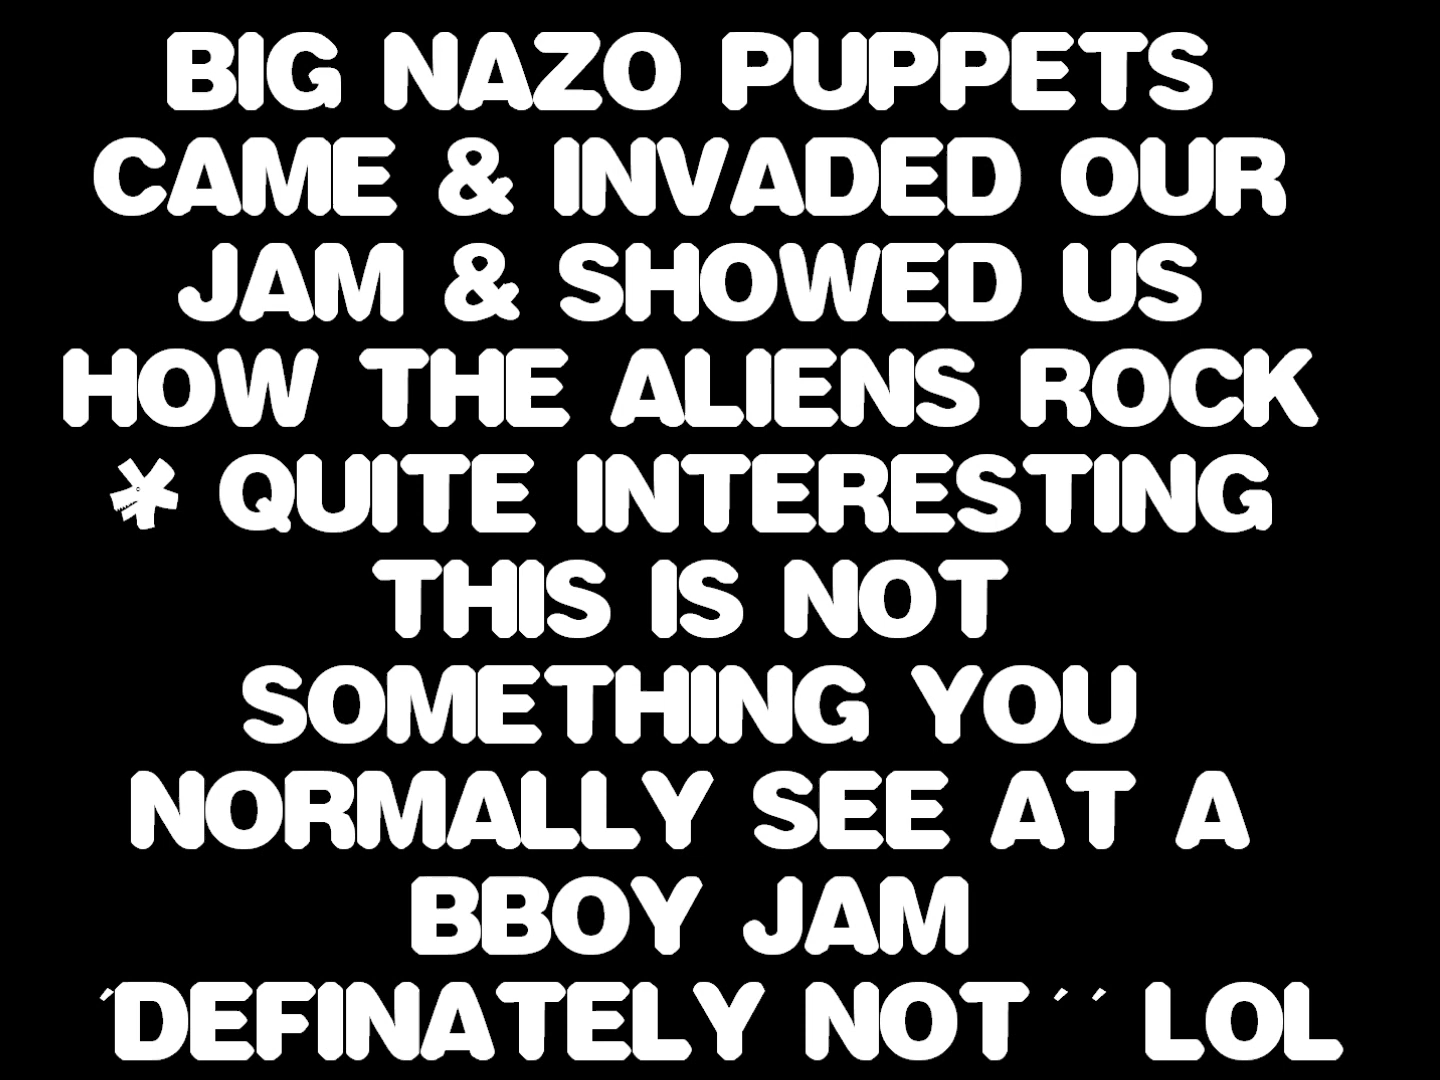 BIG NAZO PUPPETS
CAME & INVADED OUR
JAM & SHOWED US
HOW THE ALIENS ROCK
* QUITE INTERESTING
THIS IS NOT
SOMETHING YOU
NORMALLY SEE AT A
BBOY JAM
´DEFINATELY NOT´´ LOL